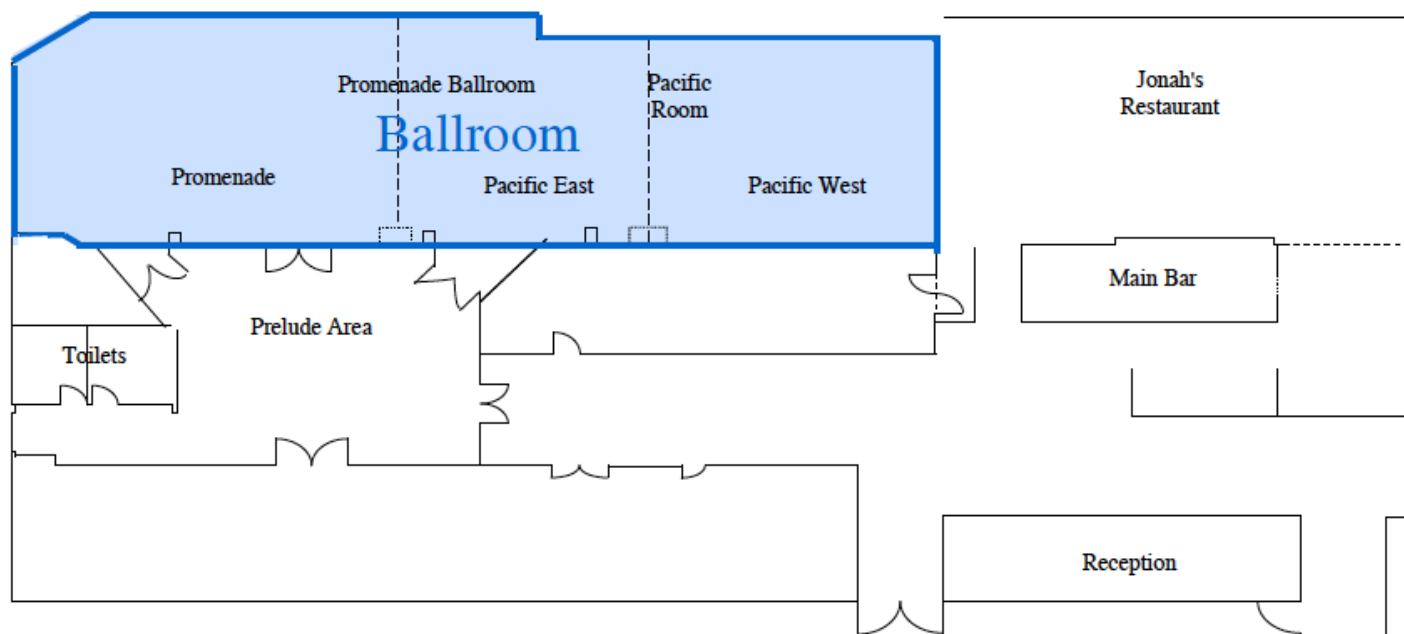 Promenade Ballroom
Pacific
Room
Jonah's
Restaurant
Ballroom
Promenade
Pacific East
Pacific West
Main Bar
Prelude Area
Toilets
Reception